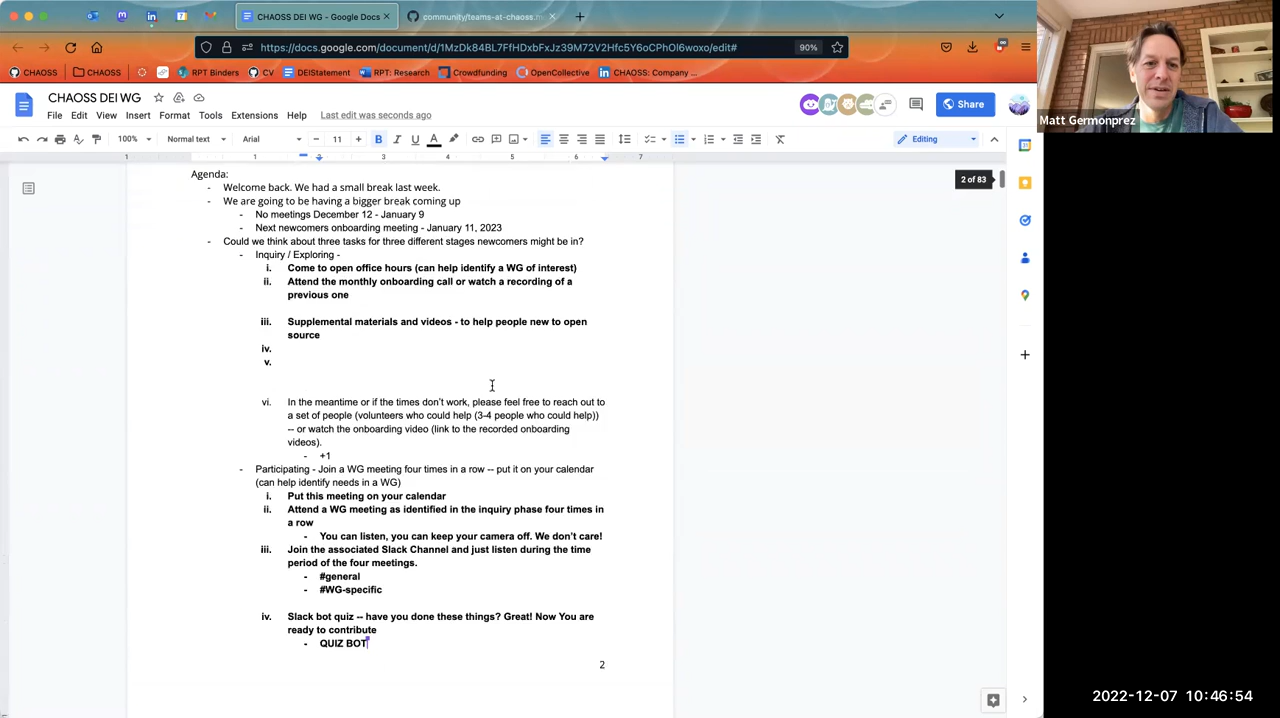 CHAOSS DEI WG - Google Docs
community/teams-at-chaoss.m
https://docs.google.com/document/d/1MzDk84BL7FfHDxbFxJz39M72V2Hfc5Y6oCPhOl6woxo/edit#
90%
CHAOSS
CHAOSS
RPT Binders
CV
DEIStatement
RPT: Research
Crowdfunding
OpenCollective
CHAOSS: Company ...
CHAOSS DEI WG
File Edit View Insert Format Tools Extensions Help
Last edit was seconds ago
Share
Matt Germonprez
100%
Normal text
Arial
11
Editing
1 1 2 3 4 5 6 7
2 of 83
Agenda:
- Welcome back. We had a small break last week.
- We are going to be having a bigger break coming up
- No meetings December 12 - January 9
- Next newcomers onboarding meeting - January 11, 2023
- Could we think about three tasks for three different stages newcomers might be in?
- Inquiry / Exploring -
i. Come to open office hours (can help identify a WG of interest)
ii. Attend the monthly onboarding call or watch a recording of a
previous one
iii. Supplemental materials and videos - to help people new to open
source
iv.
v.
vi. In the meantime or if the times don't work, please feel free to reach out to
a set of people (volunteers who could help (3-4 people who could help))
-- or watch the onboarding video (link to the recorded onboarding
videos).
- +1
- Participating - Join a WG meeting four times in a row -- put it on your calendar
(can help identify needs in a WG)
i. Put this meeting on your calendar
ii. Attend a WG meeting as identified in the inquiry phase four times in
a row
- You can listen, you can keep your camera off. We don't care!
iii. Join the associated Slack Channel and just listen during the time
period of the four meetings.
- #general
- #WG-specific
iv. Slack bot quiz -- have you done these things? Great! Now You are
ready to contribute
- QUIZ BOT
2
2022-12-07 10:46:54